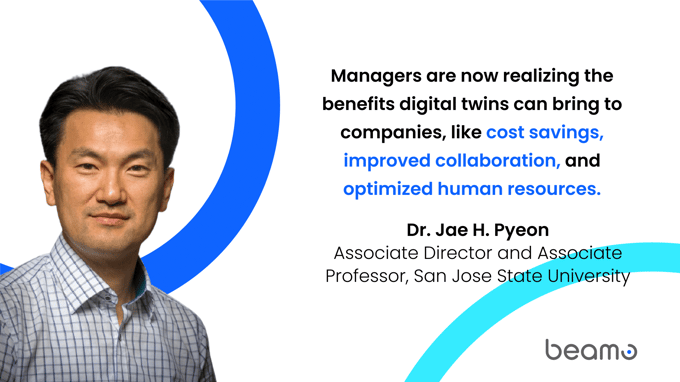 Managers are now realizing the
benefits digital twins can bring to
companies, like cost savings,
improved collaboration, and
optimized human resources.
Dr. Jae H. Pyeon
Associate Director and Associate
Professor, San Jose State University
beamo